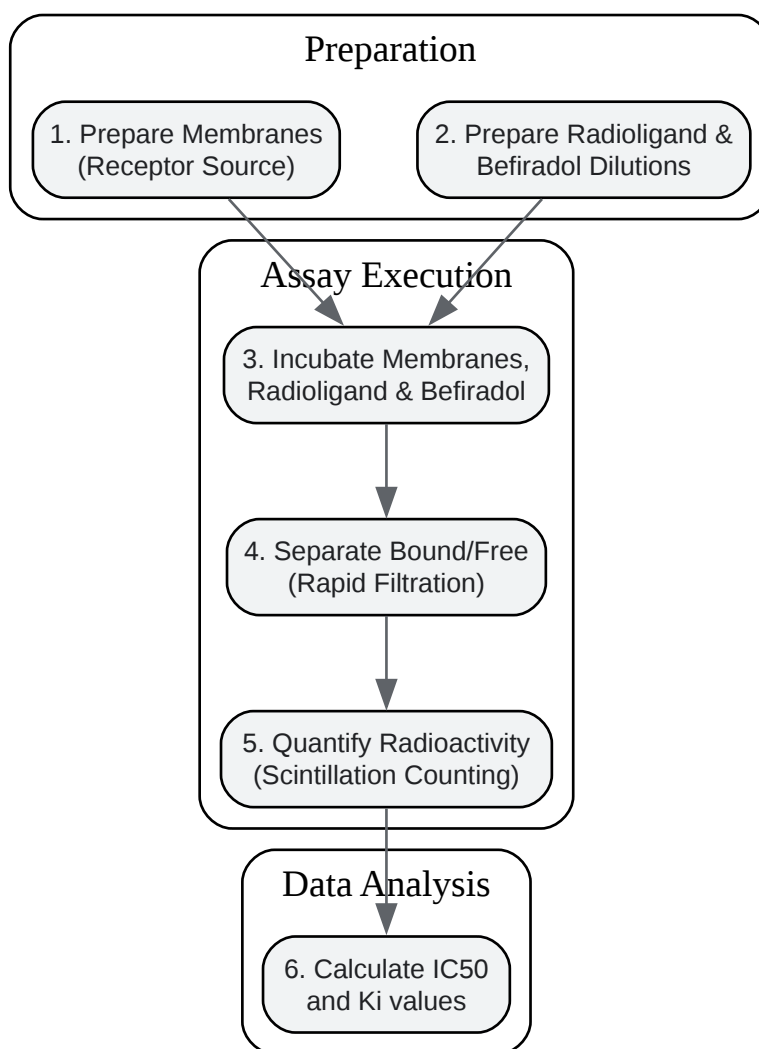 Preparation
1. Prepare Membranes
(Receptor Source)
2. Prepare Radioligand &
Befiradol Dilutions
Assay Execution
3. Incubate Membranes,
Radioligand & Befiradol
4. Separate Bound/Free
(Rapid Filtration)
5. Quantify Radioactivity
(Scintillation Counting)
Data Analysis
6. Calculate IC50
and Ki values